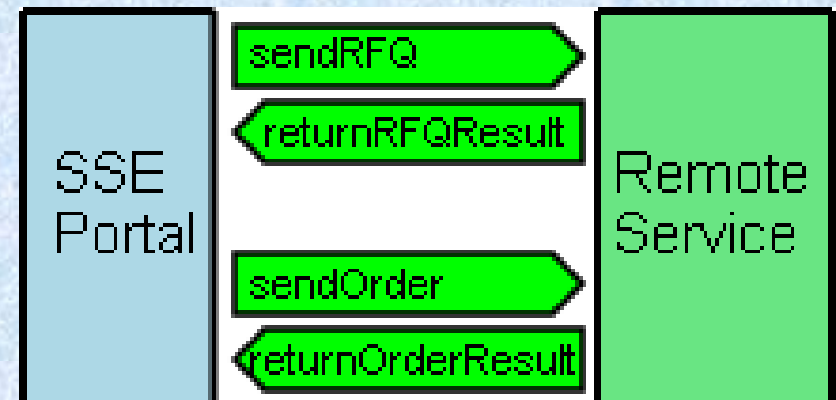 sendRFQ
returnRFQResult
SSE
Portal
Remote
Service
sendOrder
returnOrderResult